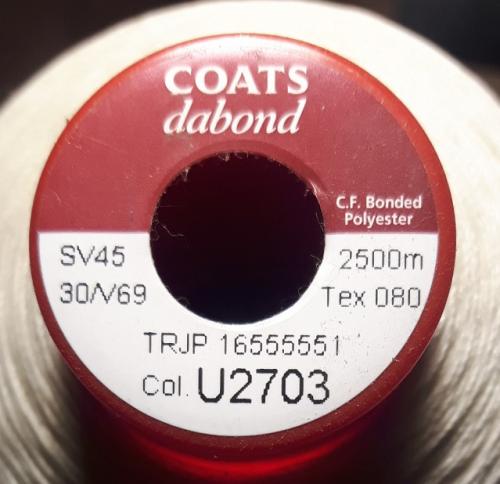 COATS
dabond
C.F. Bonded
Polyester
SV45 2500m
30/V69 Tex 080
TRJP 16555551
Col. U2703